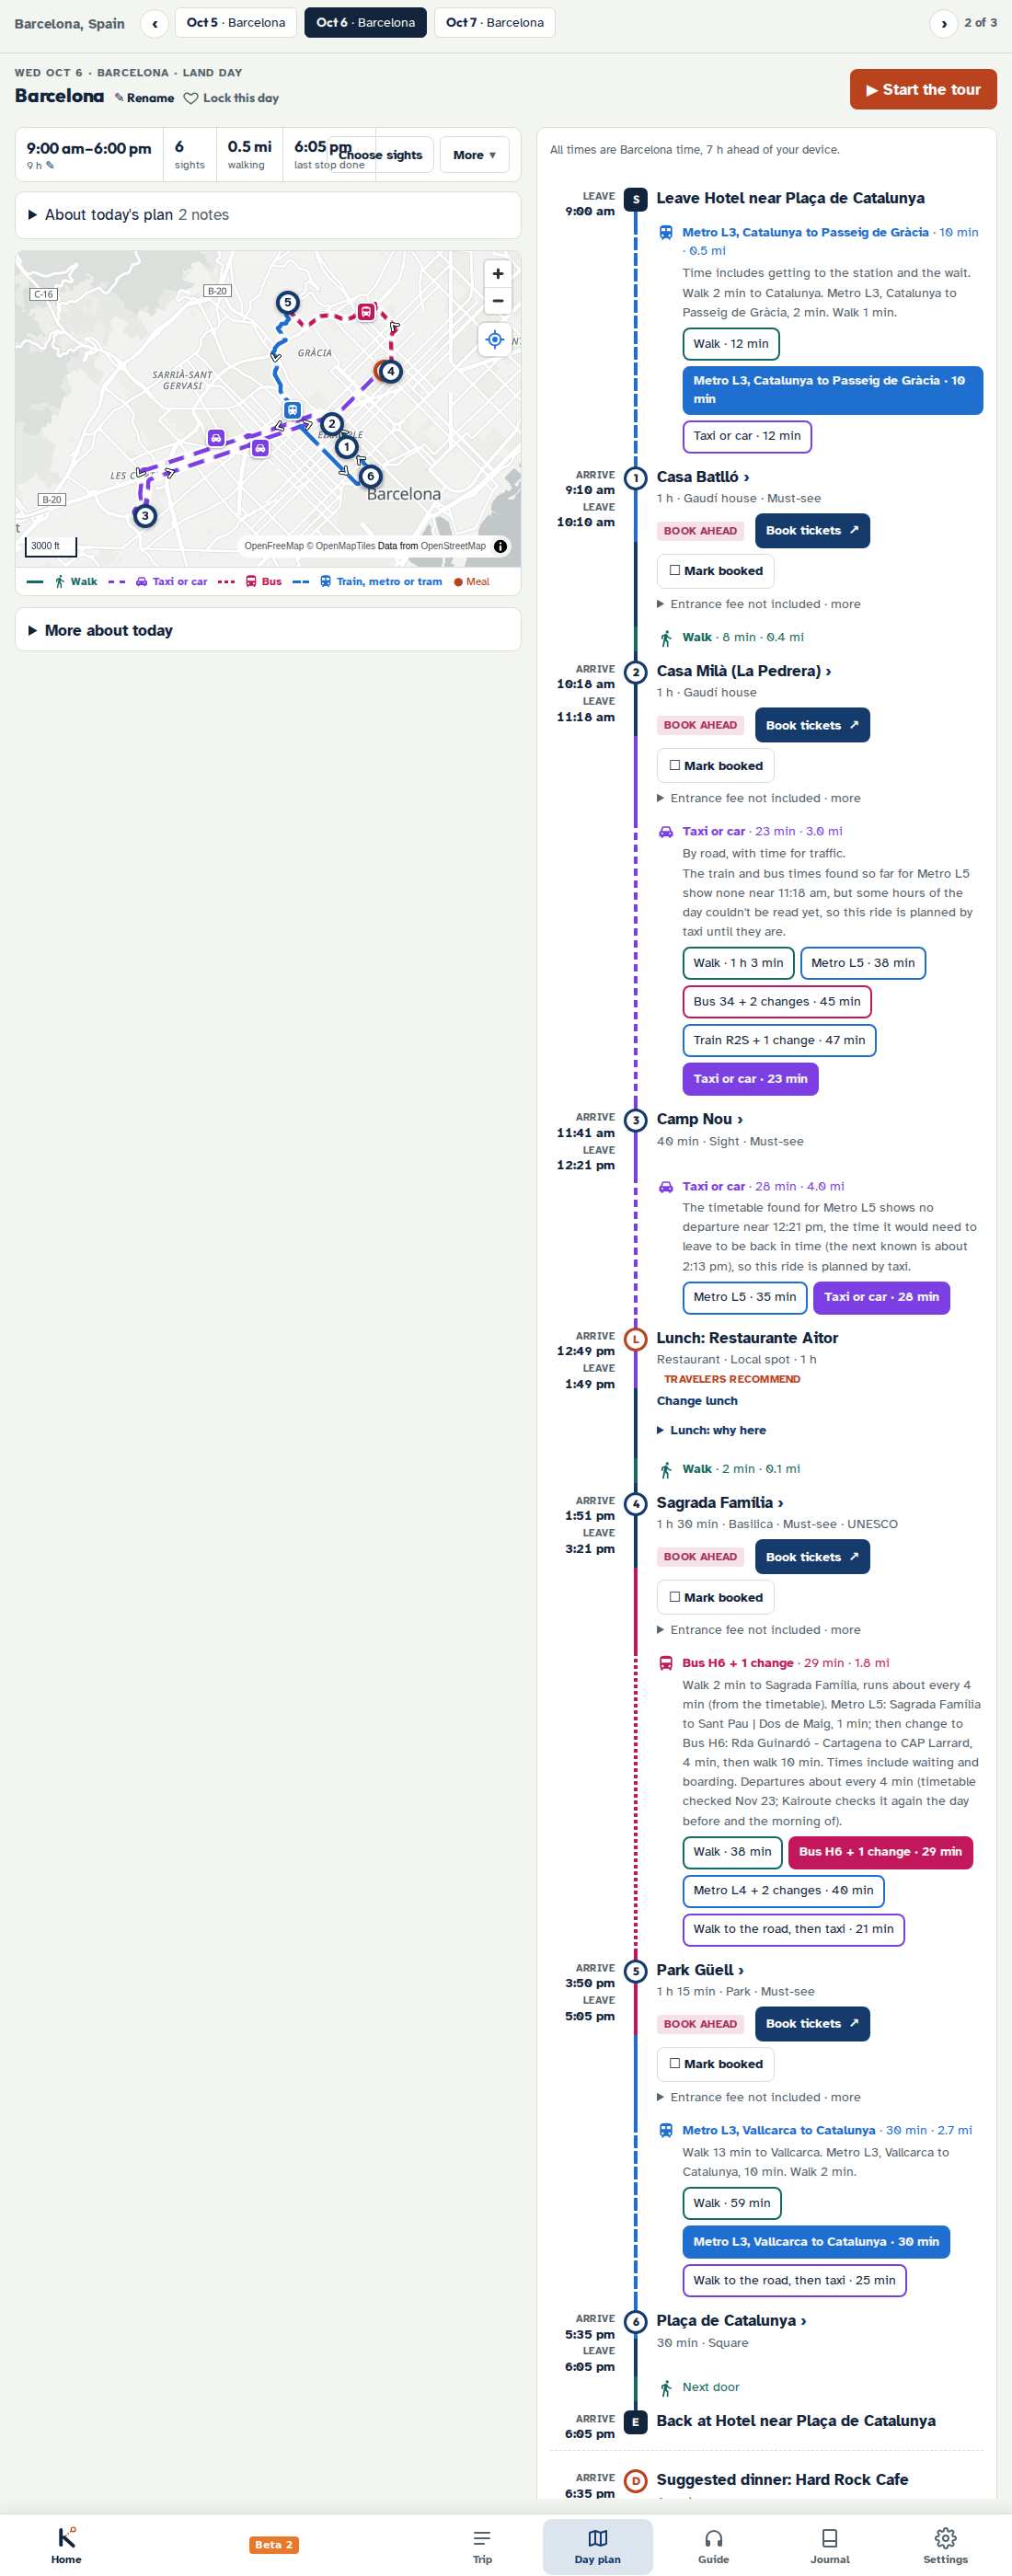 Barcelona, Spain
‹
Oct 5 · Barcelona
Oct 6 · Barcelona
Oct 7 · Barcelona
›
2 of 3
WED OCT 6 · BARCELONA · LAND DAY
Barcelona
✎ Rename
Lock this day
▶ Start the tour
9:00 am–6:00 pm
9 h ✎
6
sights
0.5 mi
walking
6:05 pm
last stop done
Choose sights
More ▾
▶ About today's plan 2 notes
C-16
B-20
5
GRÀCIA
SARRIÀ-SANT
GERVASI
4
2
1
6
Barcelona
B-20
3
3000 ft
+
−
OpenFreeMap © OpenMapTiles Data from OpenStreetMap
Walk
Taxi or car
Bus
Train, metro or tram
Meal
▶ More about today
All times are Barcelona time, 7 h ahead of your device.
LEAVE
9:00 am
S
Leave Hotel near Plaça de Catalunya
Metro L3, Catalunya to Passeig de Gràcia · 10 min
· 0.5 mi
Time includes getting to the station and the wait.
Walk 2 min to Catalunya. Metro L3, Catalunya to
Passeig de Gràcia, 2 min. Walk 1 min.
Walk · 12 min
Metro L3, Catalunya to Passeig de Gràcia · 10
min
Taxi or car · 12 min
ARRIVE
9:10 am
LEAVE
10:10 am
1
Casa Batlló ›
1 h · Gaudí house · Must-see
BOOK AHEAD
Book tickets ↗
☐ Mark booked
▶ Entrance fee not included · more
Walk · 8 min · 0.4 mi
ARRIVE
10:18 am
LEAVE
11:18 am
2
Casa Milà (La Pedrera) ›
1 h · Gaudí house
BOOK AHEAD
Book tickets ↗
☐ Mark booked
▶ Entrance fee not included · more
Taxi or car · 23 min · 3.0 mi
By road, with time for traffic.
The train and bus times found so far for Metro L5
show none near 11:18 am, but some hours of the
day couldn't be read yet, so this ride is planned by
taxi until they are.
Walk · 1 h 3 min
Metro L5 · 38 min
Bus 34 + 2 changes · 45 min
Train R2S + 1 change · 47 min
Taxi or car · 23 min
ARRIVE
11:41 am
LEAVE
12:21 pm
3
Camp Nou ›
40 min · Sight · Must-see
Taxi or car · 28 min · 4.0 mi
The timetable found for Metro L5 shows no
departure near 12:21 pm, the time it would need to
leave to be back in time (the next known is about
2:13 pm), so this ride is planned by taxi.
Metro L5 · 35 min
Taxi or car · 28 min
ARRIVE
12:49 pm
LEAVE
1:49 pm
L
Lunch: Restaurante Aitor
Restaurant · Local spot · 1 h
TRAVELERS RECOMMEND
Change lunch
▶ Lunch: why here
Walk · 2 min · 0.1 mi
ARRIVE
1:51 pm
LEAVE
3:21 pm
4
Sagrada Família ›
1 h 30 min · Basilica · Must-see · UNESCO
BOOK AHEAD
Book tickets ↗
☐ Mark booked
▶ Entrance fee not included · more
Bus H6 + 1 change · 29 min · 1.8 mi
Walk 2 min to Sagrada Família, runs about every 4
min (from the timetable). Metro L5: Sagrada Família
to Sant Pau | Dos de Maig, 1 min; then change to
Bus H6: Rda Guinardó - Cartagena to CAP Larrard,
4 min, then walk 10 min. Times include waiting and
boarding. Departures about every 4 min (timetable
checked Nov 23; Kairoute checks it again the day
before and the morning of).
Walk · 38 min
Bus H6 + 1 change · 29 min
Metro L4 + 2 changes · 40 min
Walk to the road, then taxi · 21 min
ARRIVE
3:50 pm
LEAVE
5:05 pm
5
Park Güell ›
1 h 15 min · Park · Must-see
BOOK AHEAD
Book tickets ↗
☐ Mark booked
▶ Entrance fee not included · more
Metro L3, Vallcarca to Catalunya · 30 min · 2.7 mi
Walk 13 min to Vallcarca. Metro L3, Vallcarca to
Catalunya, 10 min. Walk 2 min.
Walk · 59 min
Metro L3, Vallcarca to Catalunya · 30 min
Walk to the road, then taxi · 25 min
ARRIVE
5:35 pm
LEAVE
6:05 pm
6
Plaça de Catalunya ›
30 min · Square
Next door
ARRIVE
6:05 pm
E
Back at Hotel near Plaça de Catalunya
ARRIVE
6:35 pm
D
Suggested dinner: Hard Rock Cafe
Home
Beta 2
Trip
Day plan
Guide
Journal
Settings